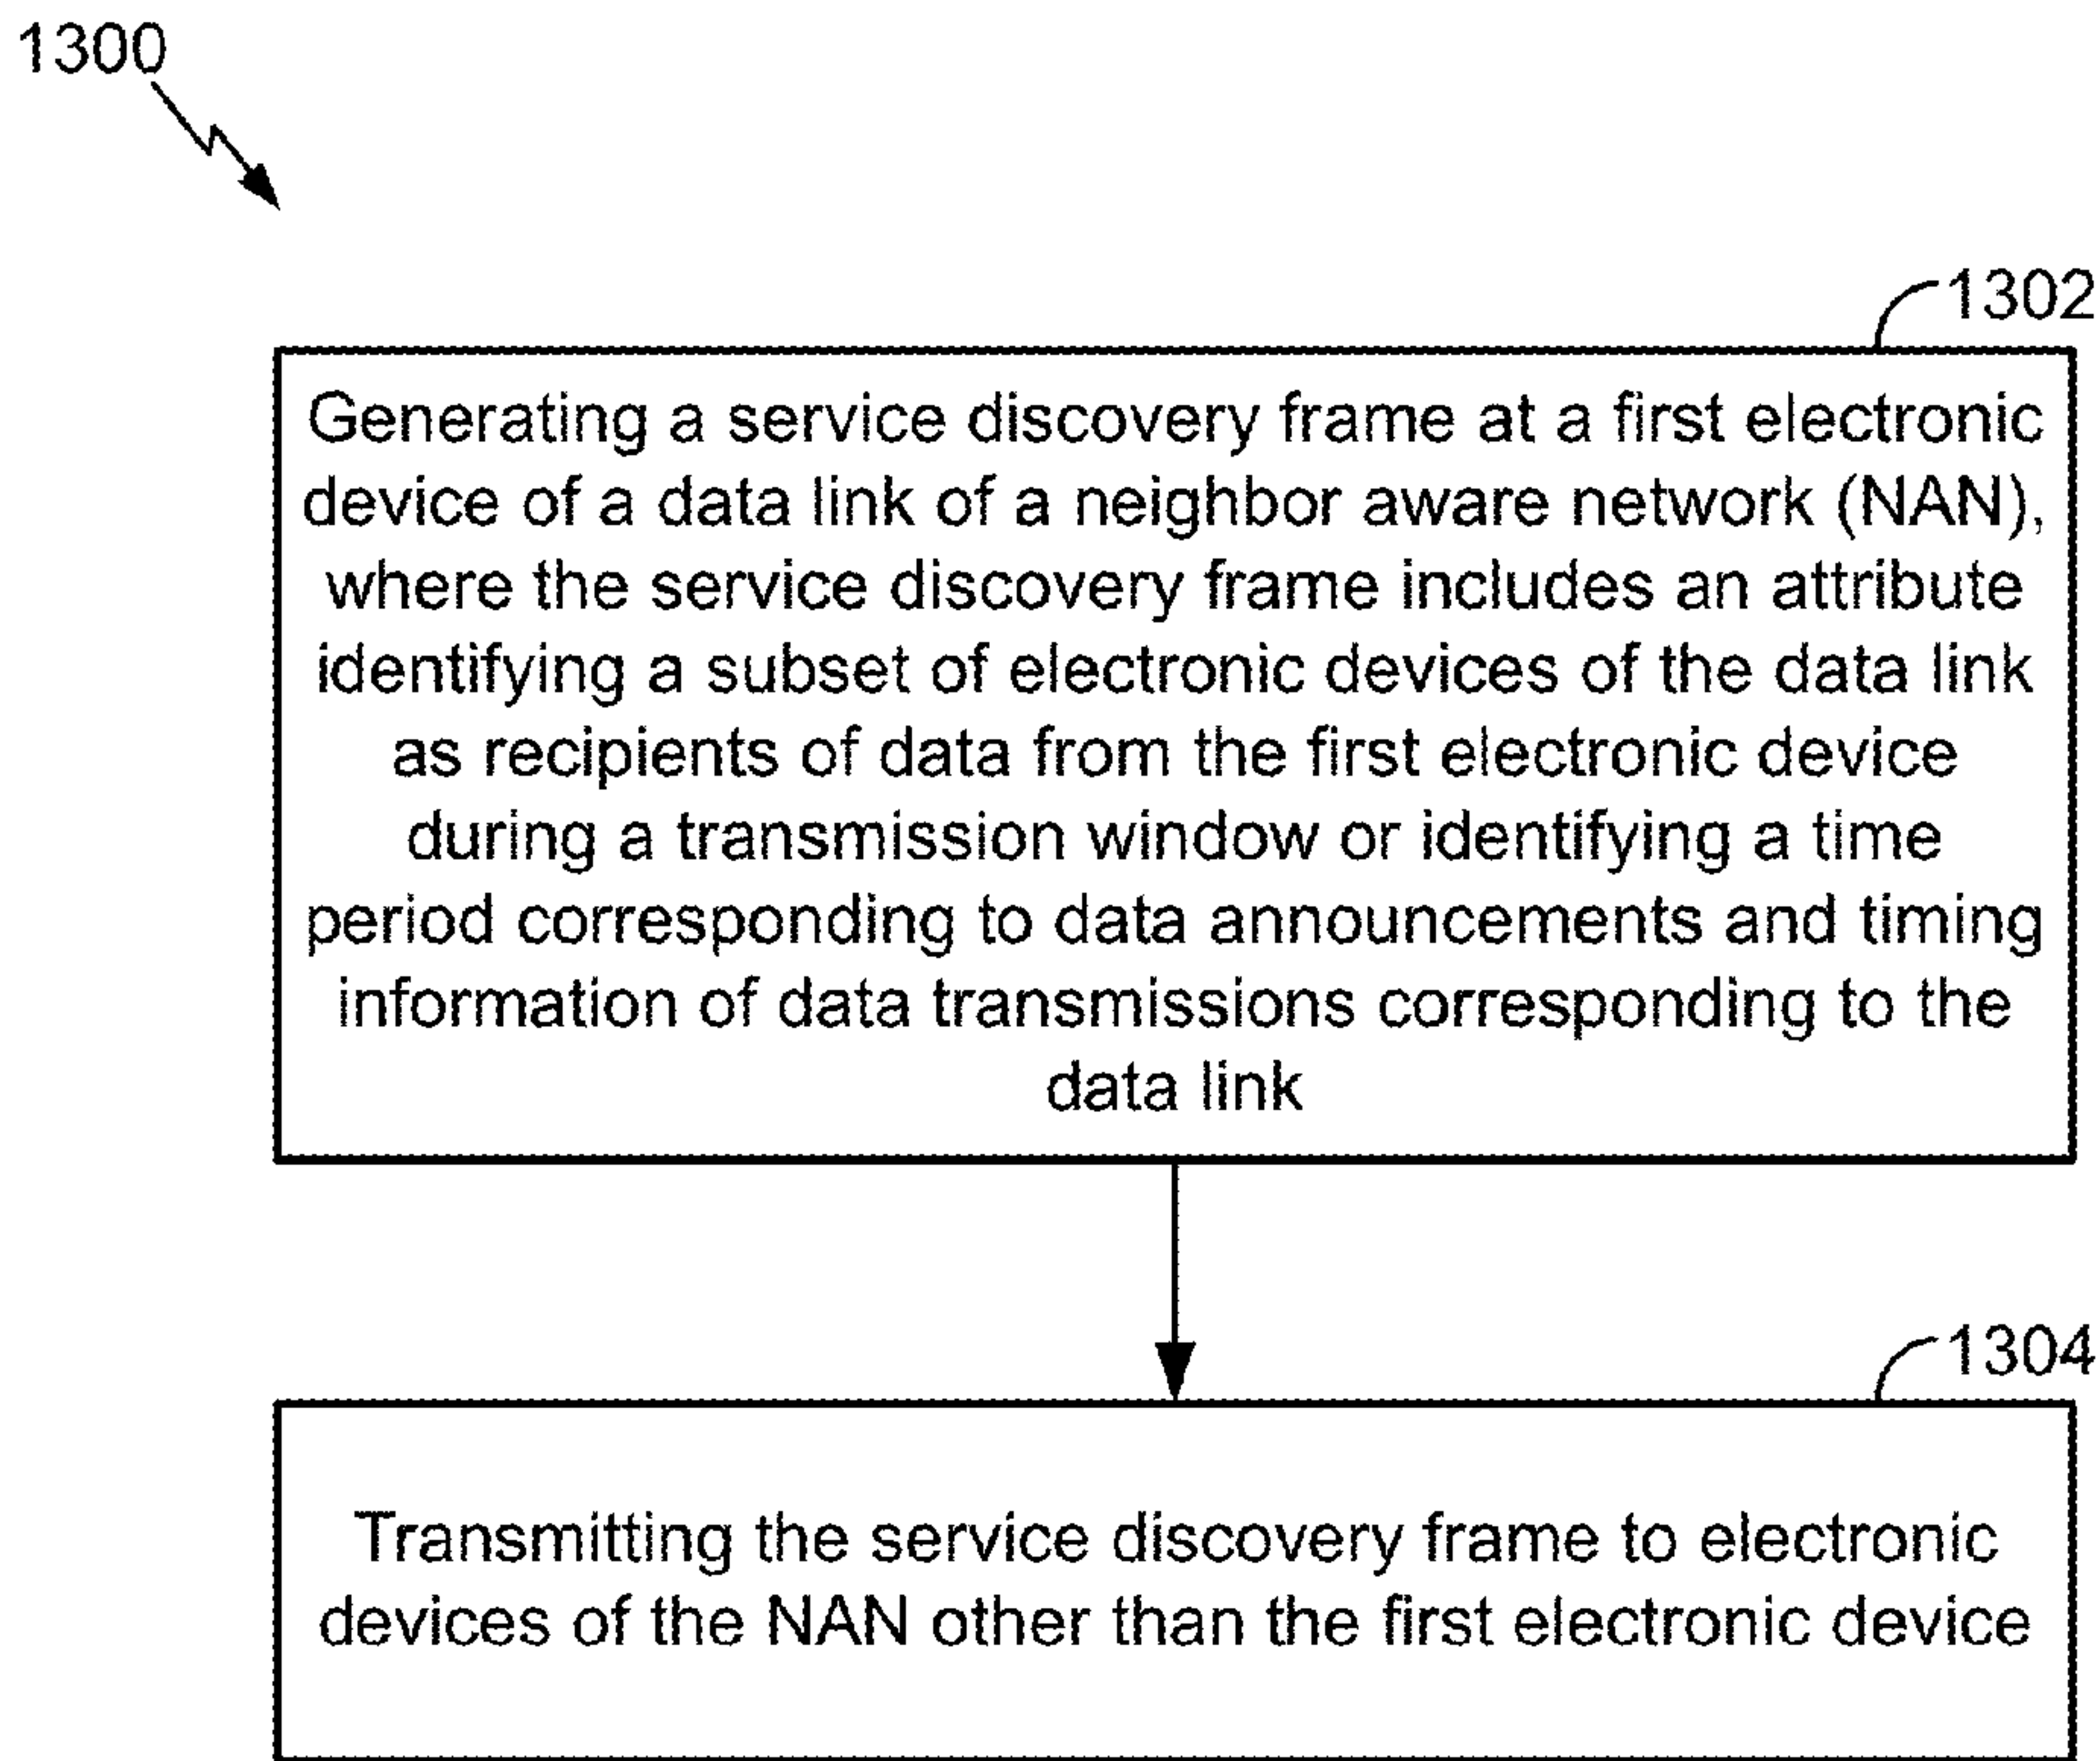 1300
1302
Generating a service discovery frame at a first electronic
device of a data link of a neighbor aware network (NAN),
where the service discovery frame includes an attribute
identifying a subset of electronic devices of the data link
as recipients of data from the first electronic device
during a transmission window or identifying a time
period corresponding to data announcements and timing
information of data transmissions corresponding to the
data link
1304
Transmitting the service discovery frame to electronic
devices of the NAN other than the first electronic device